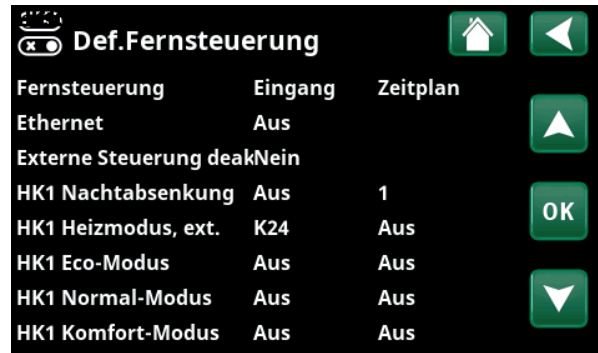 Def.Fernsteuerung
Fernsteuerung Eingang Zeitplan
Ethernet Aus
Externe Steuerung deakNein
HK1 Nachtabsenkung Aus 1
HK1 Heizmodus, ext. K24 Aus
OK
HK1 Eco-Modus Aus Aus
HK1 Normal-Modus Aus Aus
HK1 Komfort-Modus Aus Aus